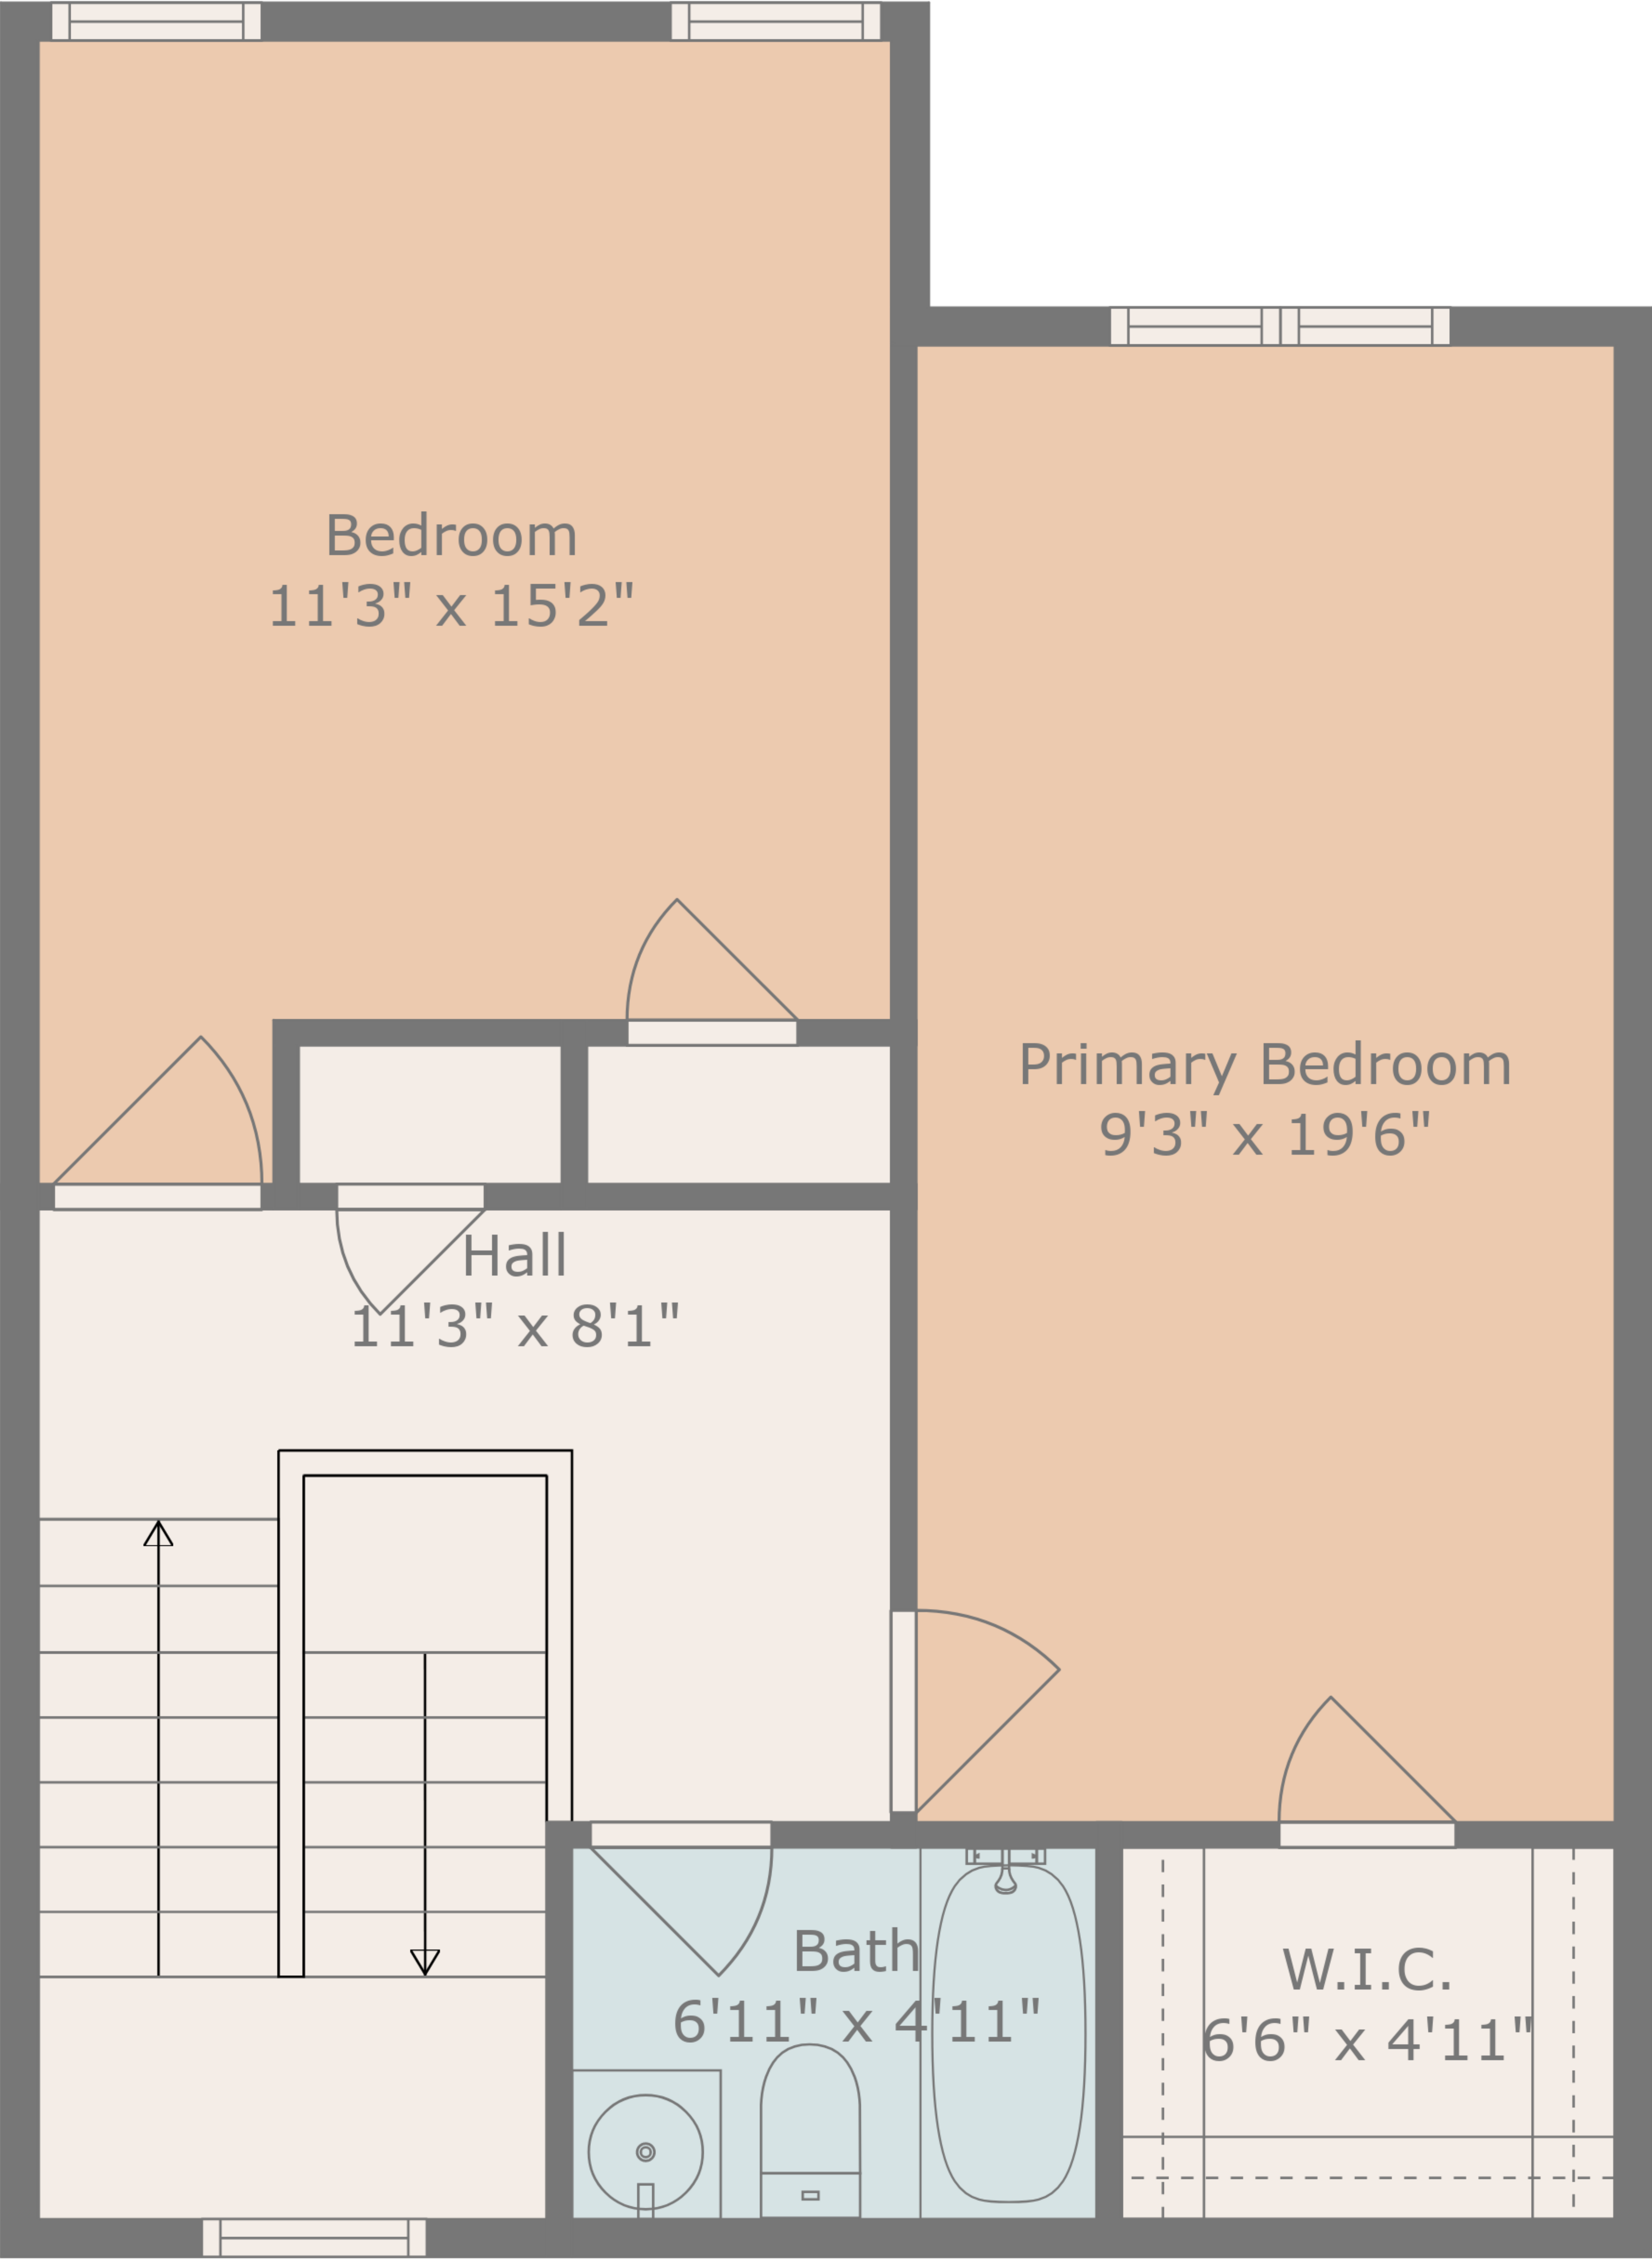 Bedroom
11'3" x 15'2"
Primary Bedroom
9'3" x 19'6"
Hall
11'3" x 8'1"
Bath
6'11" x 4'11"
W.I.C.
6'6" x 4'11"